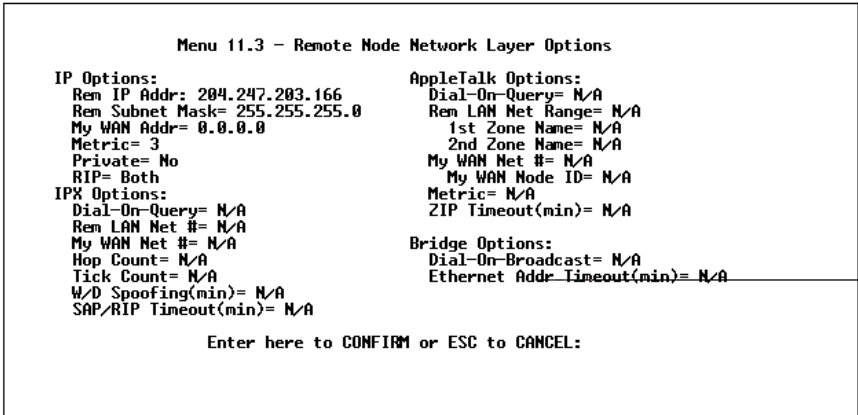 Menu 11.3 - Remote Node Network Layer Options
IP Options:
Rem IP Addr: 204.247.203.166
Rem Subnet Mask= 255.255.255.0
My WAN Addr= 0.0.0.0
Metric= 3
Private= No
RIP= Both
IPX Options:
Dial-On-Query= N/A
Rem LAN Net #= N/A
My WAN Net #= N/A
Hop Count= N/A
Tick Count= N/A
W/D Spoofing(min)= N/A
SAP/RIP Timeout(min)= N/A
AppleTalk Options:
Dial-On-Query= N/A
Rem LAN Net Range= N/A
1st Zone Name= N/A
2nd Zone Name= N/A
My WAN Net #= N/A
My WAN Node ID= N/A
Metric= N/A
ZIP Timeout(min)= N/A
Bridge Options:
Dial-On-Broadcast= N/A
Ethernet Addr Timeout(min)= N/A
Enter here to CONFIRM or ESC to CANCEL: